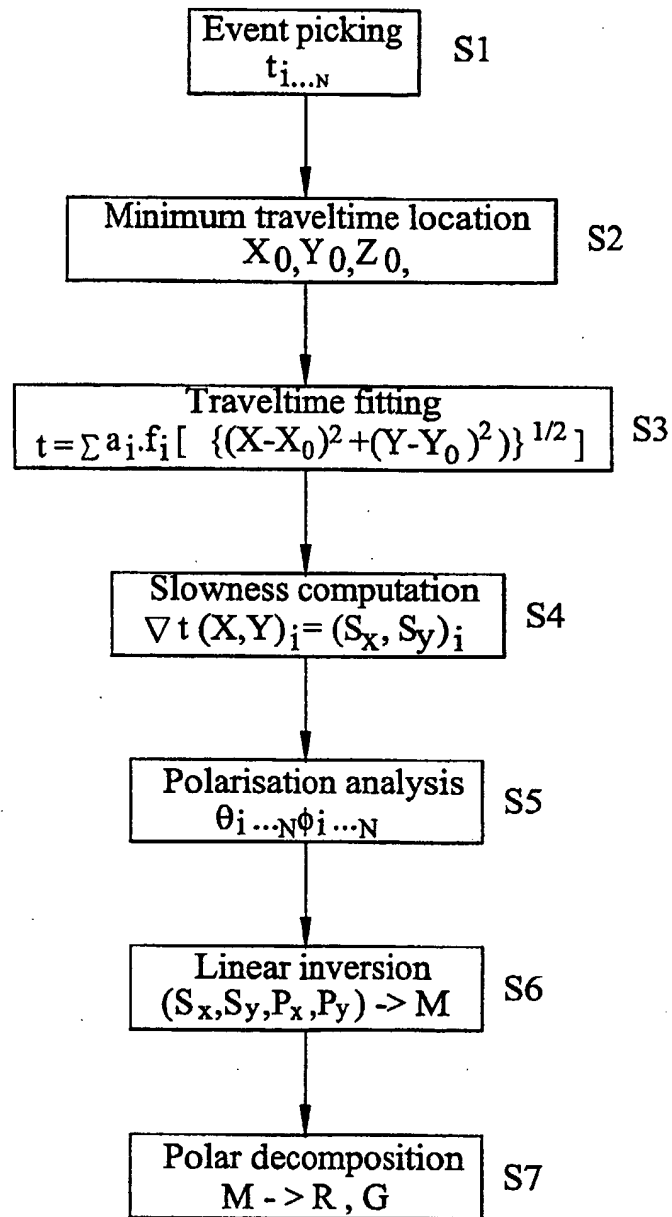 Event picking
t i...N
S1
Minimum traveltime location
X0, Y0, Z0,
S2
Traveltime fitting
t = ∑ ai.fi [ {(X-X0)2 +(Y-Y0)2)} 1/2 ]
S3
Slowness computation
∇ t (X,Y)i = (Sx, Sy)i
S4
Polarisation analysis
θi...Nϕi...N
S5
Linear inversion
(Sx,Sy,Px,Py) -> M
S6
Polar decomposition
M -> R , G
S7